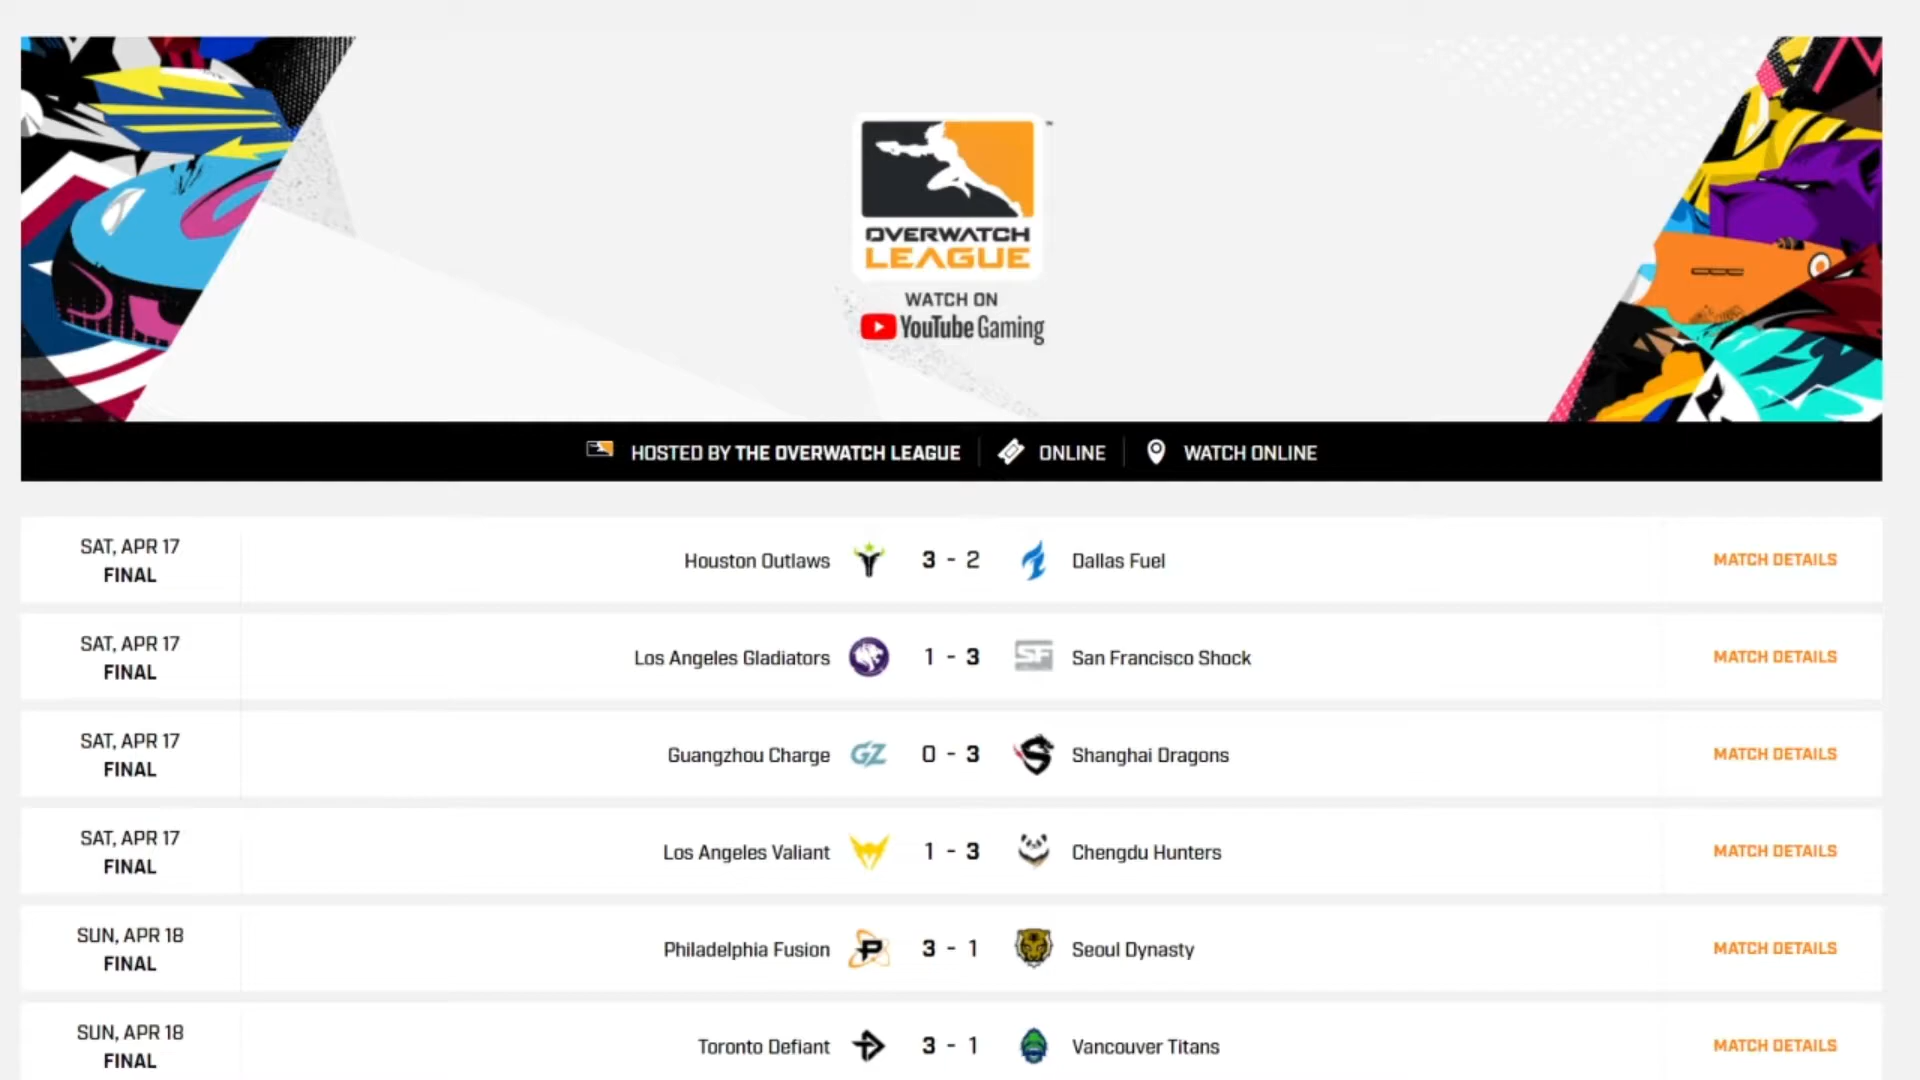 OVERWATCH
LEAGUE
WATCH ON
YouTube Gaming
HOSTED BY THE OVERWATCH LEAGUE ONLINE WATCH ONLINE
SAT, APR 17
FINAL
Houston Outlaws 3 - 2 Dallas Fuel MATCH DETAILS
SAT, APR 17
FINAL
Los Angeles Gladiators 1 - 3 SF San Francisco Shock MATCH DETAILS
SAT, APR 17
FINAL
Guangzhou Charge GZ 0 - 3 Shanghai Dragons MATCH DETAILS
SAT, APR 17
FINAL
Los Angeles Valiant 1 - 3 Chengdu Hunters MATCH DETAILS
SUN, APR 18
FINAL
Philadelphia Fusion P 3 - 1 Seoul Dynasty MATCH DETAILS
SUN, APR 18
FINAL
Toronto Defiant 3 - 1 Vancouver Titans MATCH DETAILS